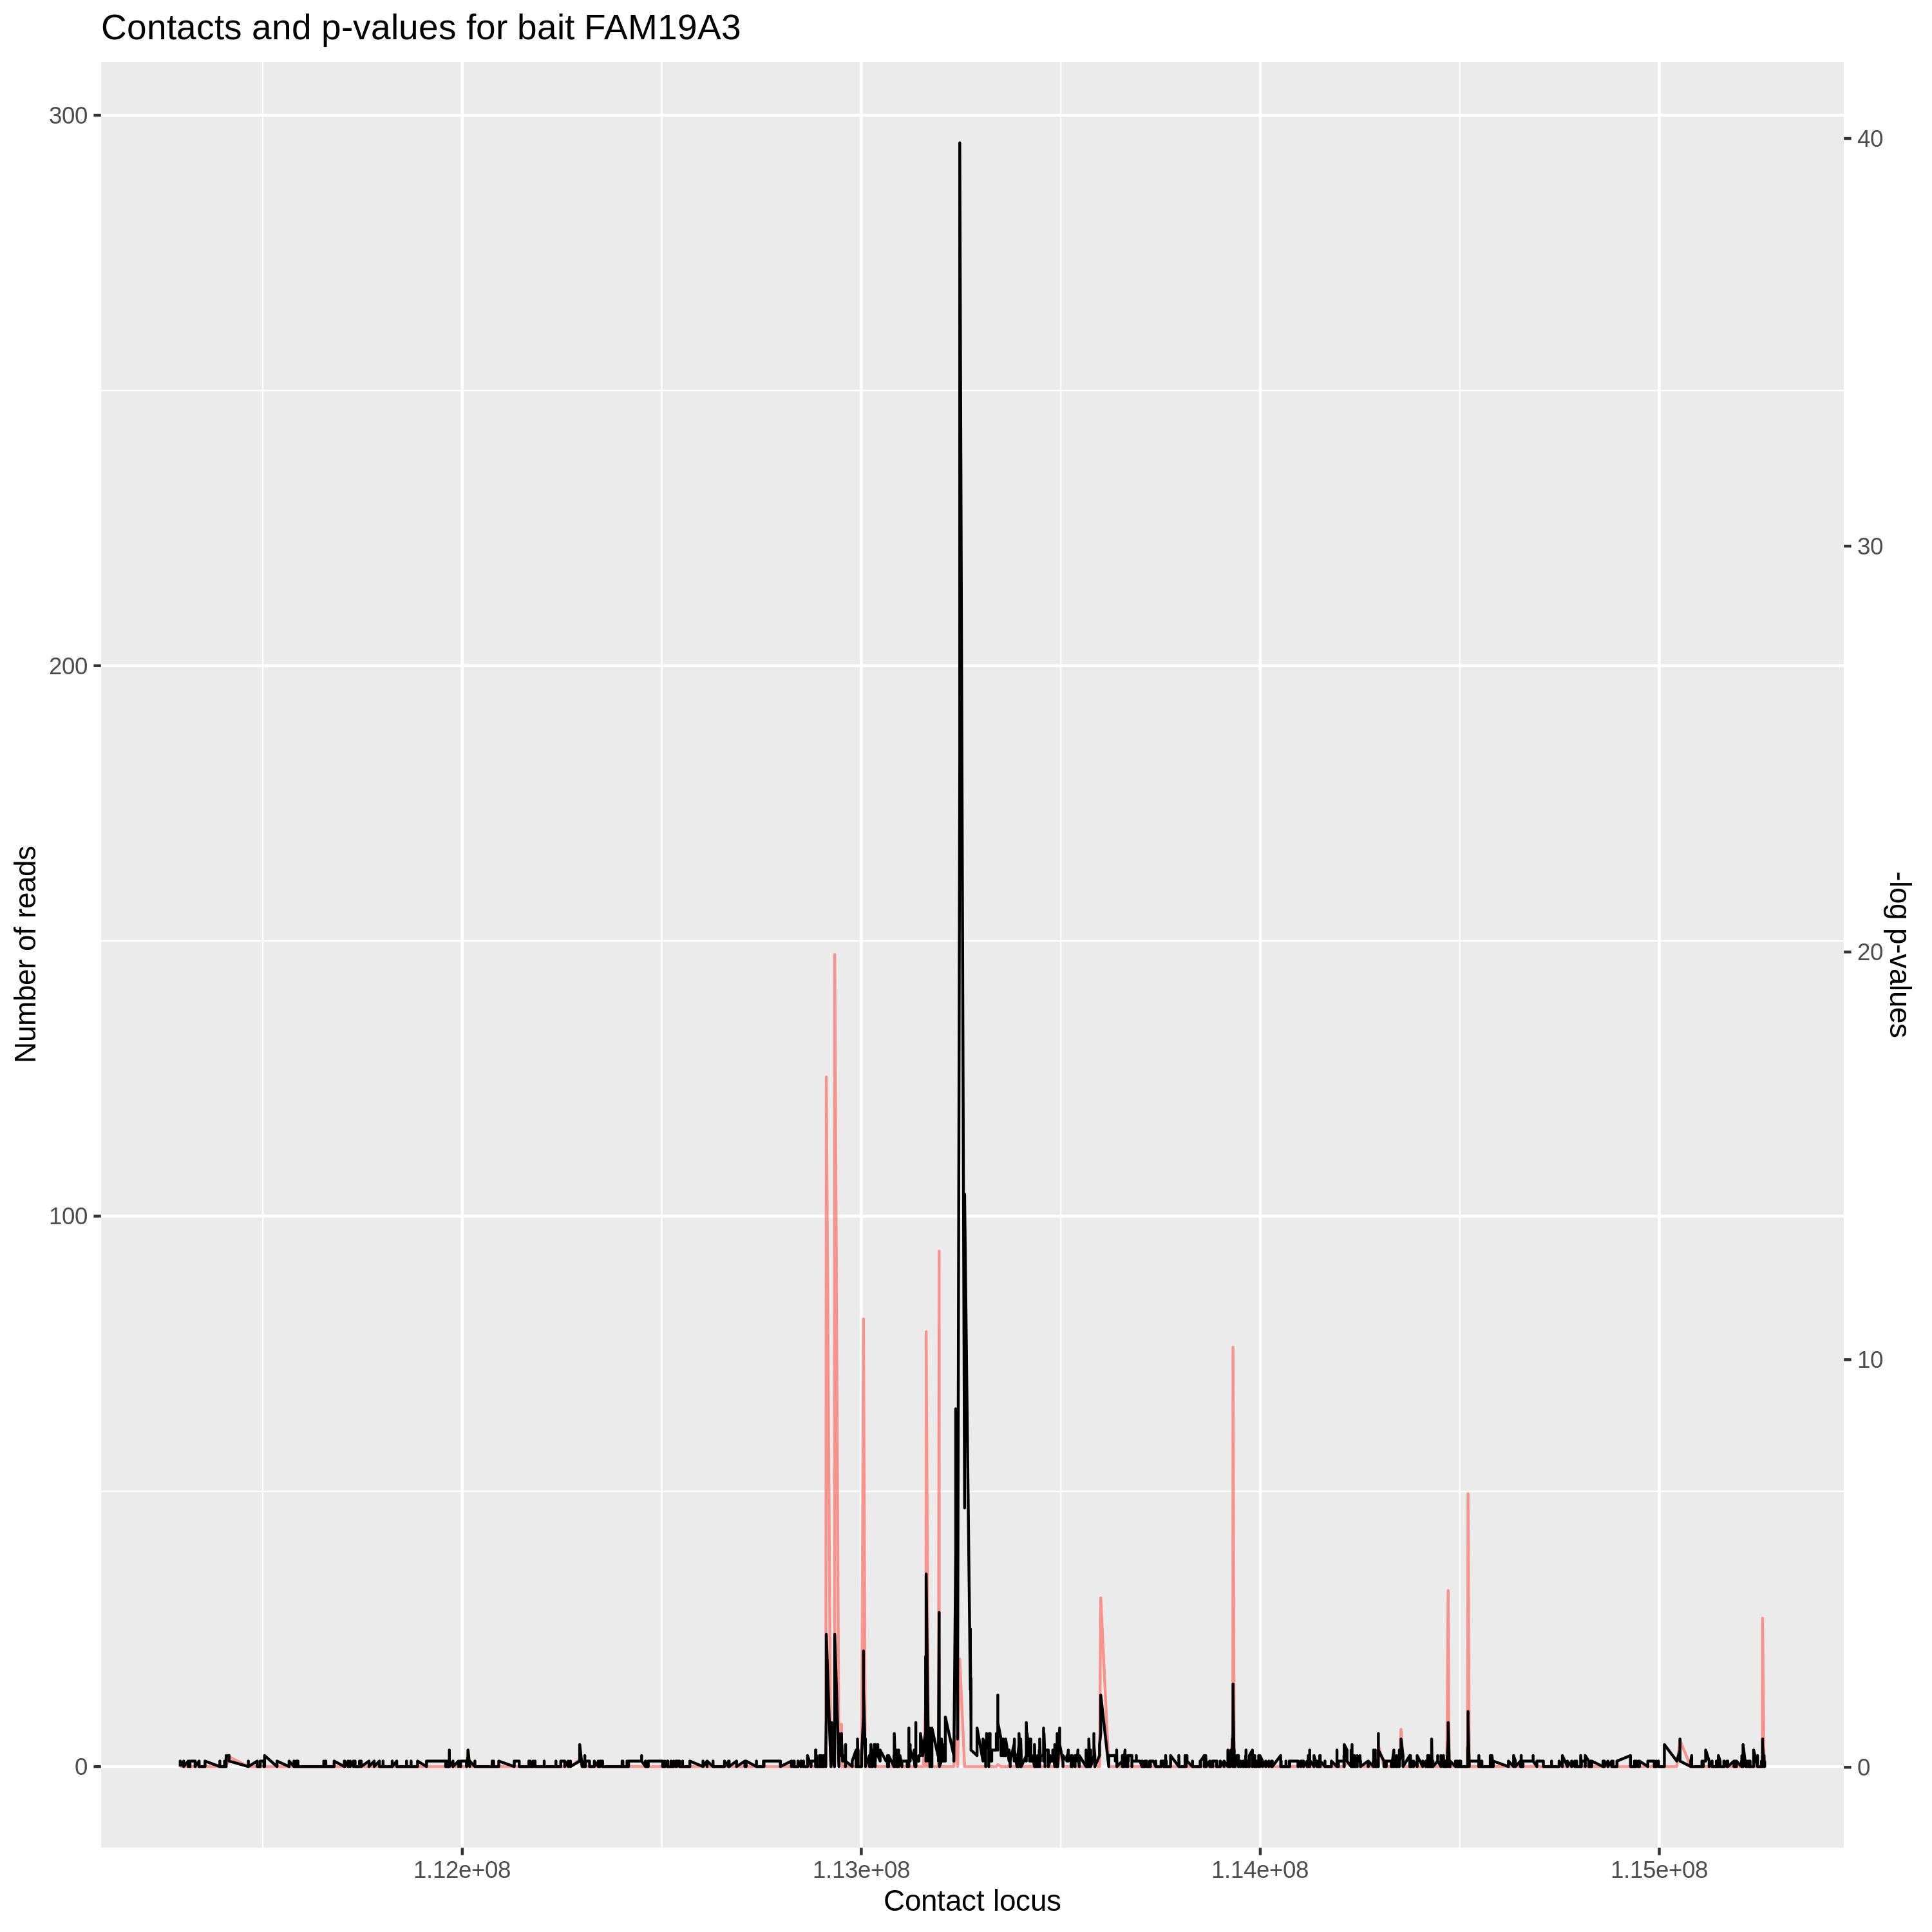 Contacts and p-values for bait FAM19A3
300
200
100
0
Number of reads
40
30
20
10
0
-log p-values
1.12e+08
1.13e+08
1.14e+08
1.15e+08
Contact locus